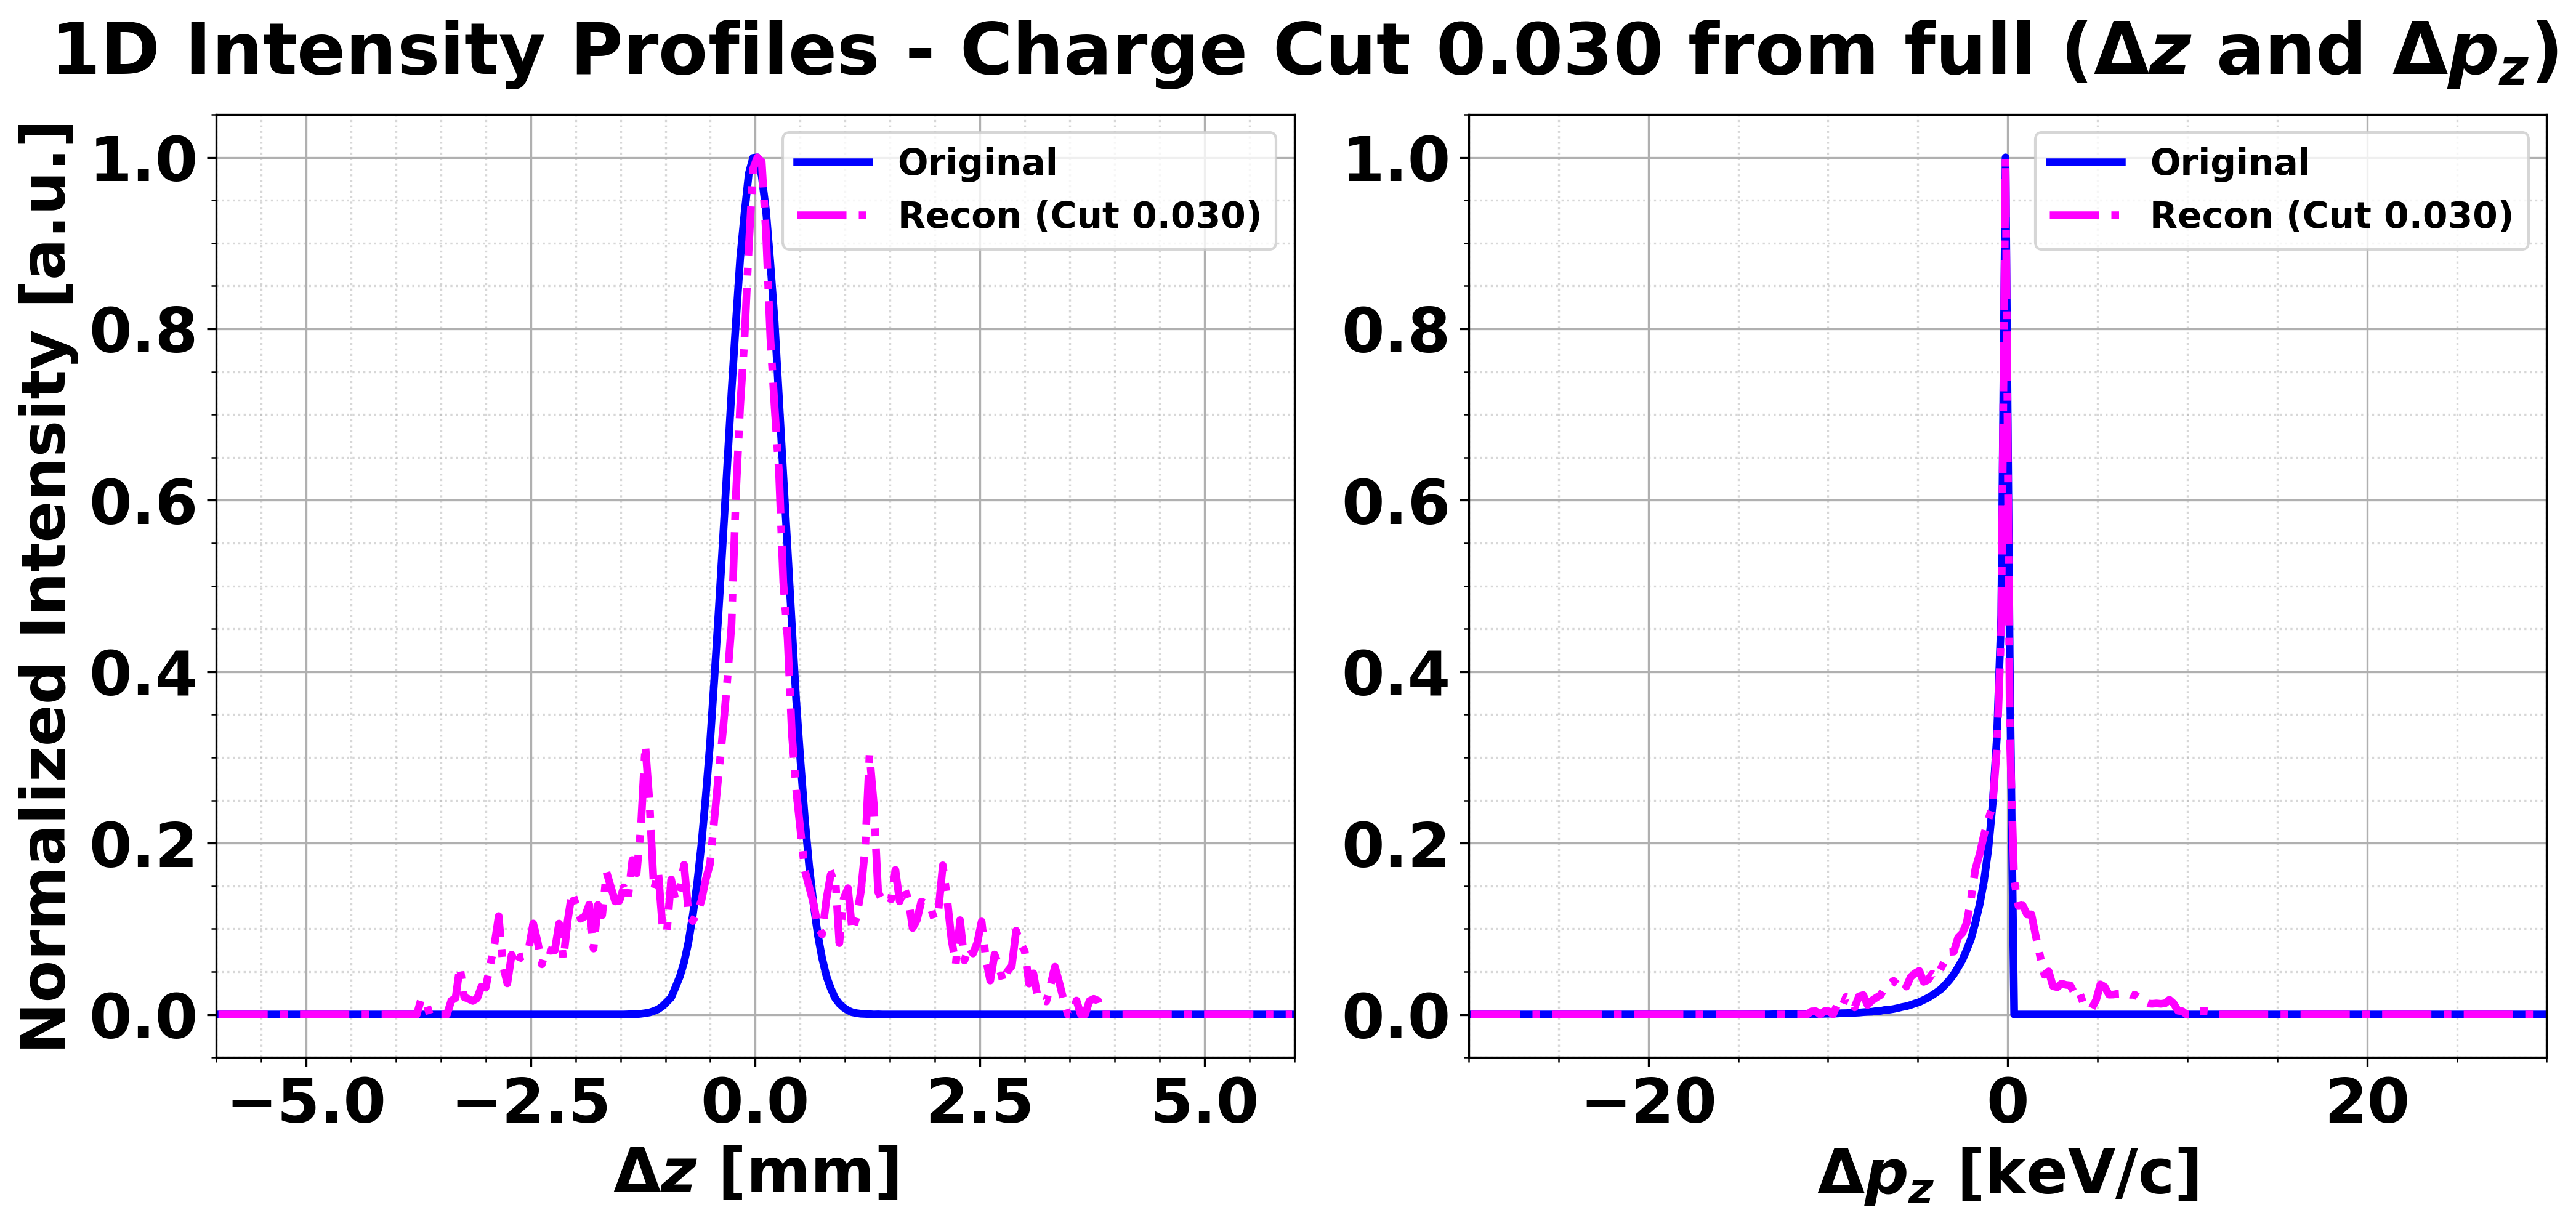 1D Intensity Profiles - Charge Cut 0.030 from full (Δz and Δp_z)
Normalized Intensity [a.u.]
1.0
0.8
0.6
0.4
0.2
0.0
−5.0 −2.5 0.0 2.5 5.0
Δz [mm]
Original
Recon (Cut 0.030)
1.0
0.8
0.6
0.4
0.2
0.0
−20 0 20
Δp_z [keV/c]
Original
Recon (Cut 0.030)